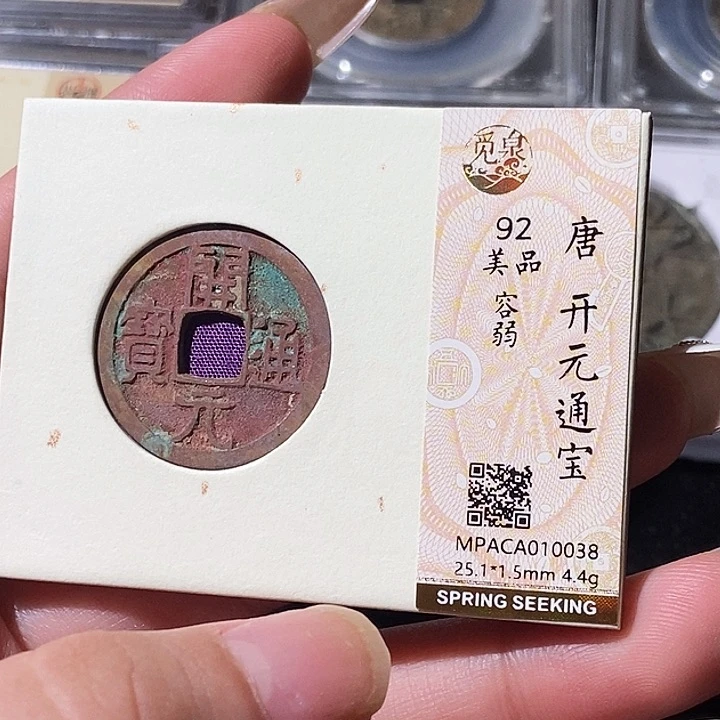 開
通
元
寳
觅泉
唐 开元通宝
92
美品
容弱
MPACA010038
25.1*1.5mm 4.4g
SPRING SEEKING